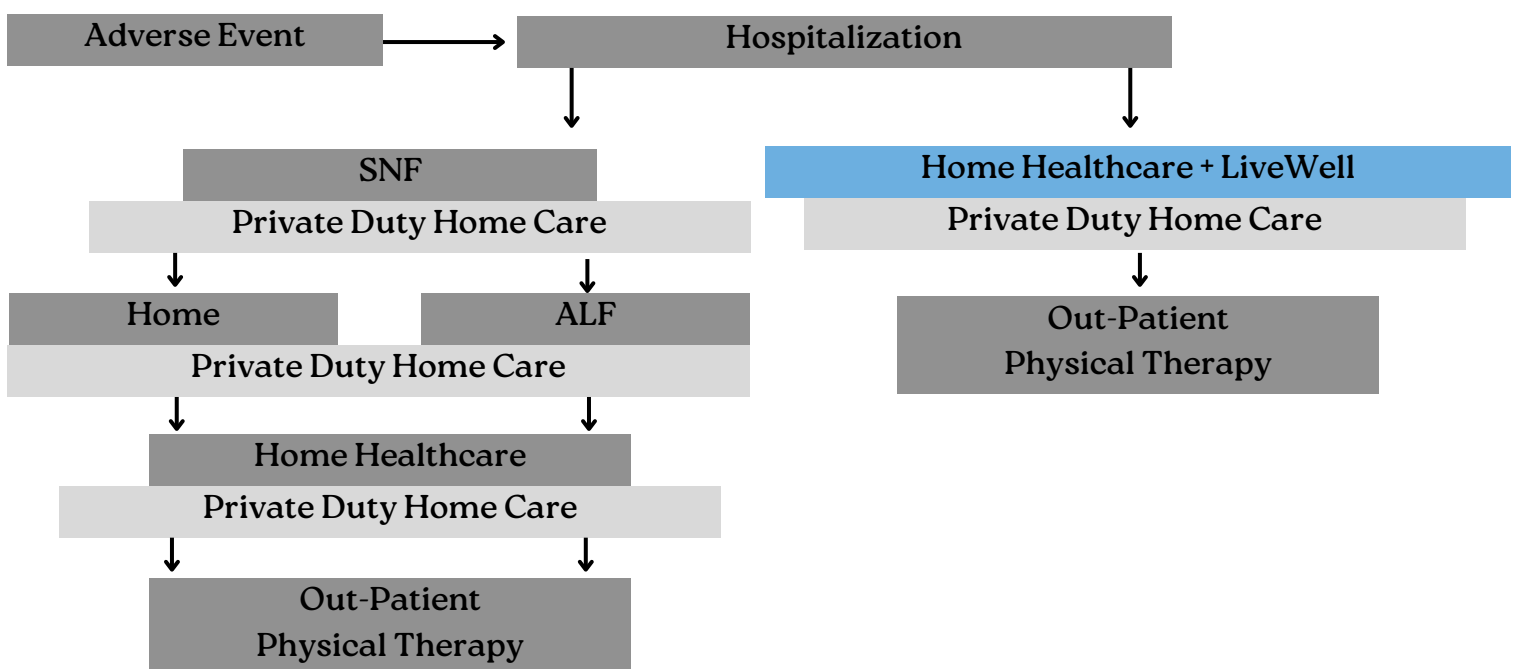 Adverse Event
Hospitalization
SNF
Private Duty Home Care
Home
ALF
Private Duty Home Care
Home Healthcare
Private Duty Home Care
Out-Patient
Physical Therapy
Home Healthcare + LiveWell
Private Duty Home Care
Out-Patient
Physical Therapy